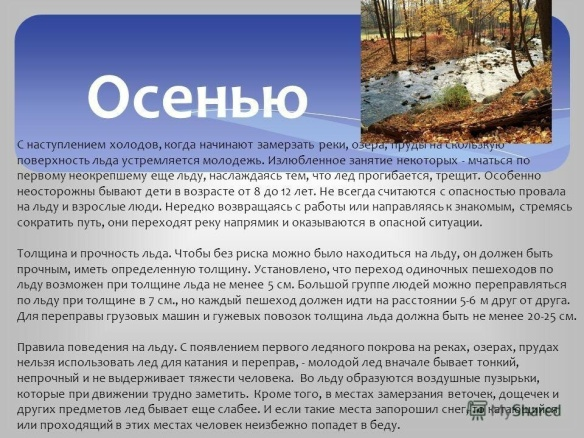 Осенью
С наступлением холодов, когда начинают замерзать реки, озера, пруды на скользкую
поверхность льда устремляется молодежь. Излюбленное занятие некоторых - мчаться по
первому неокрепшему еще льду, наслаждаясь тем, что лед прогибается, трещит. Особенно
неосторожны бывают дети в возрасте от 8 до 12 лет. Не всегда считаются с опасностью провала
на льду и взрослые люди. Нередко возвращаясь с работы или направляясь к знакомым, стремясь
сократить путь, они переходят реку напрямик и оказываются в опасной ситуации.
Толщина и прочность льда. Чтобы без риска можно было находиться на льду, он должен быть
прочным, иметь определенную толщину. Установлено, что переход одиночных пешеходов по
льду возможен при толщине льда не менее 5 см. Большой группе людей можно переправляться
по льду при толщине в 7 см., но каждый пешеход должен идти на расстоянии 5-6 м друг от друга.
Для переправы грузовых машин и гужевых повозок толщина льда должна быть не менее 20-25 см.
Правила поведения на льду. С появлением первого ледяного покрова на реках, озерах, прудах
нельзя использовать лед для катания и переправ, - молодой лед вначале бывает тонкий,
непрочный и не выдерживает тяжести человека. Во льду образуются воздушные пузырьки,
которые при движении трудно заметить. Кроме того, в местах замерзания веточек, дощечек и
других предметов лед бывает еще слабее. И если такие места запорошил снег, то катающийся
или проходящий в этих местах человек неизбежно попадет в беду.
MyShared